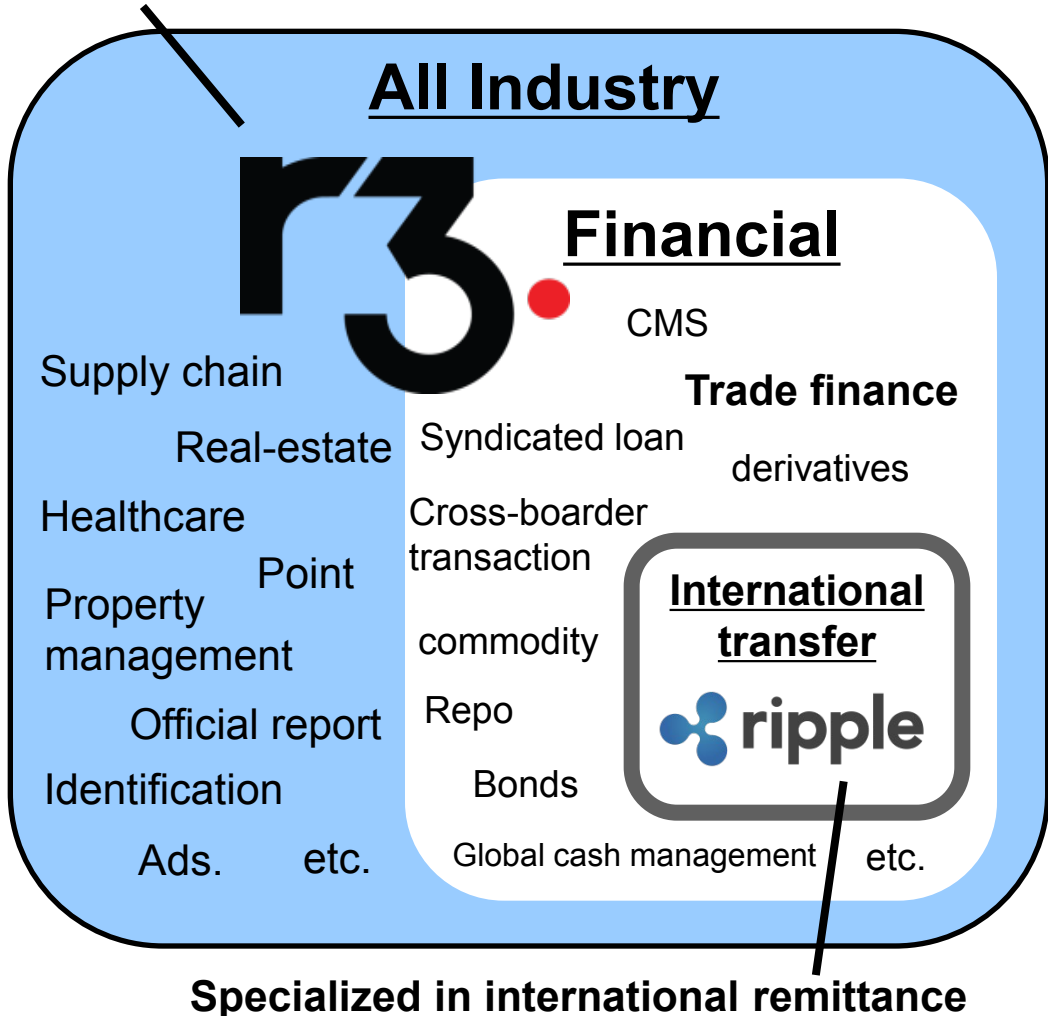 All Industry
r3.
Financial
CMS
Supply chain
Trade finance
Real-estate
Syndicated loan
derivatives
Healthcare
Cross-boarder
transaction
Point
Property
management
International
transfer
commodity
ripple
Official report
Repo
Identification
Bonds
Ads.
etc.
Global cash management
etc.
Specialized in international remittance